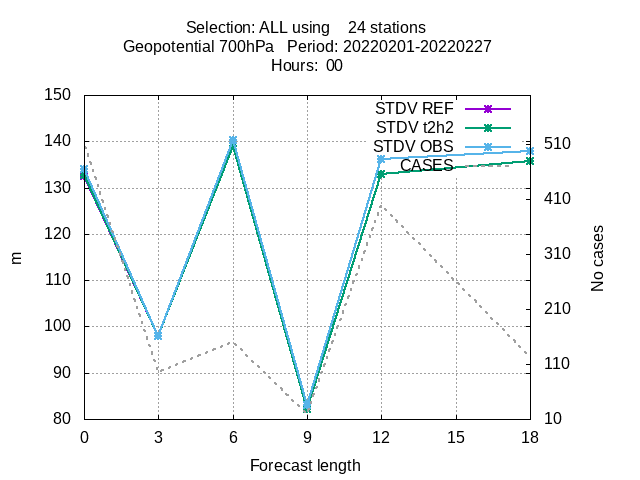 Selection: ALL using    24 stations
Geopotential 700hPa   Period: 20220201-20220227
Hours:  00
150
140
130
120
110
100
90
80
m
STDV REF
STDV t2h2
STDV OBS
CASES
510
410
310
210
110
10
No cases
0 3 6 9 12 15 18
Forecast length